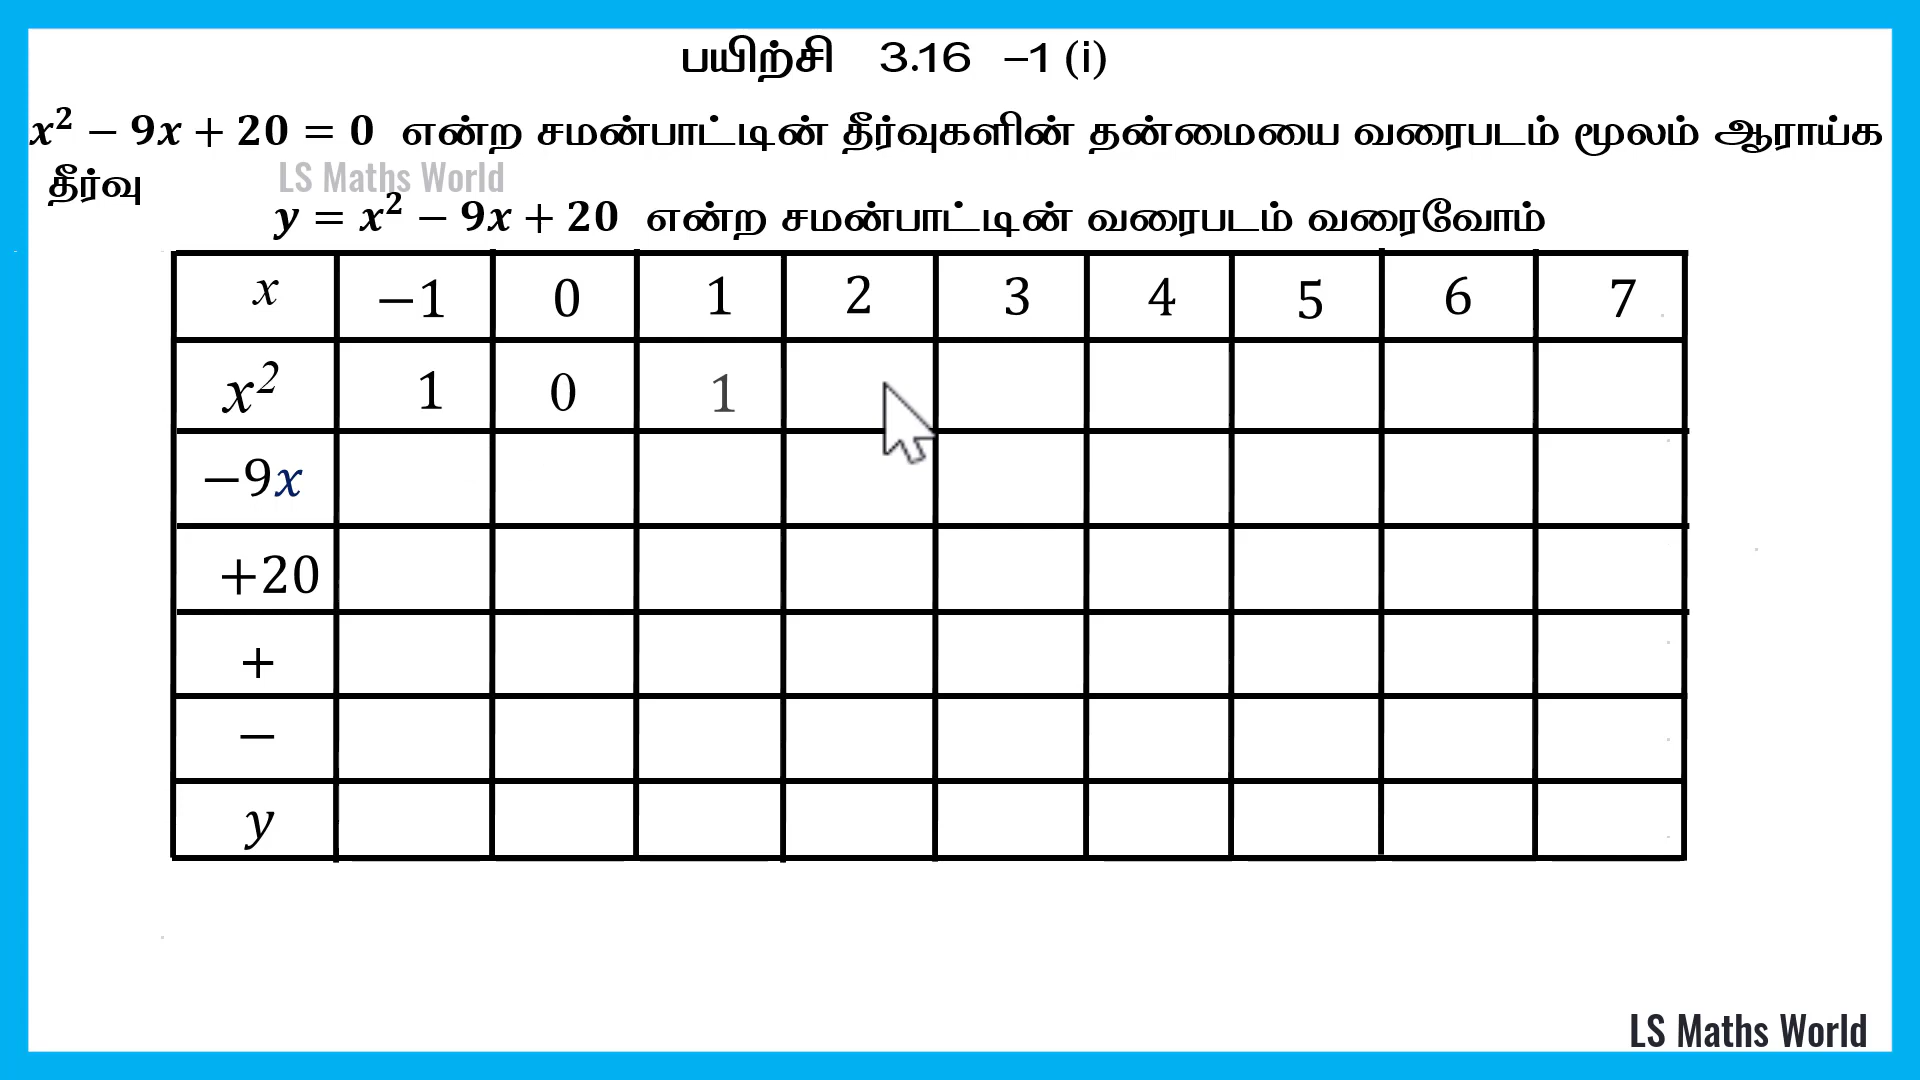 பயிற்சி 3.16 –1 (i)
x² − 9x + 20 = 0 என்ற சமன்பாட்டின் தீர்வுகளின் தன்மையை வரைபடம் மூலம் ஆராய்க
தீர்வு LS Maths World
y = x² − 9x + 20 என்ற சமன்பாட்டின் வரைபடம் வரைவோம்
x −1 0 1 2 3 4 5 6 7
x² 1 0 1
−9x
+20
+
−
y
LS Maths World